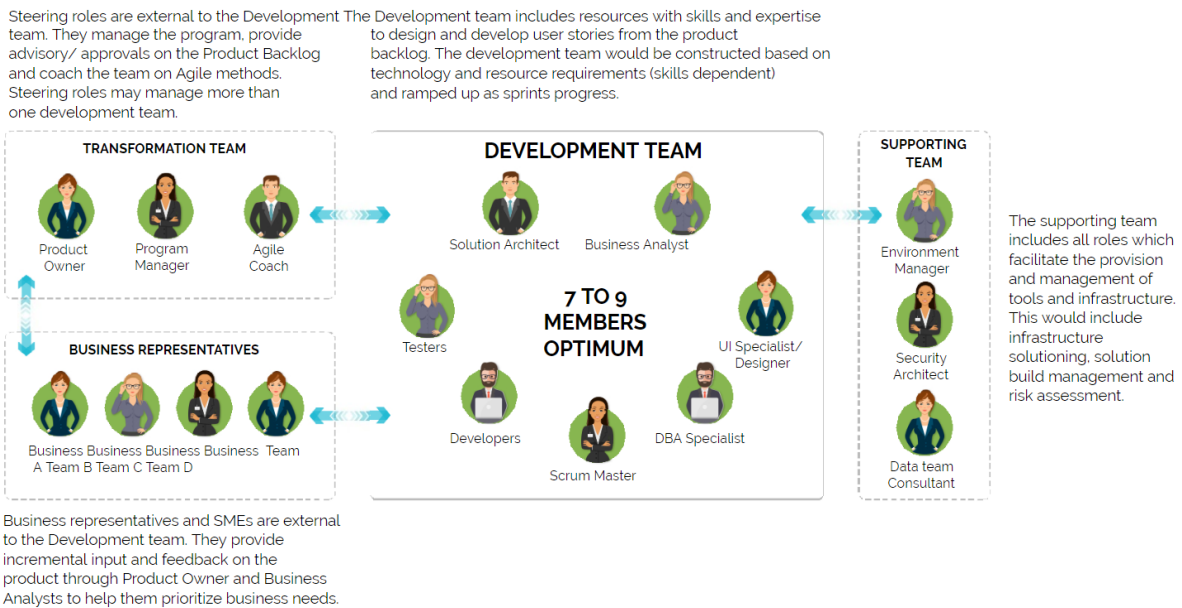 Steering roles are external to the Development
team. They manage the program, provide
advisory/ approvals on the Product Backlog
and coach the team on Agile methods.
Steering roles may manage more than
one development team.
The Development team includes resources with skills and expertise
to design and develop user stories from the product
backlog. The development team would be constructed based on
technology and resource requirements (skills dependent)
and ramped up as sprints progress.
TRANSFORMATION TEAM
Product
Owner
Program
Manager
Agile
Coach
BUSINESS REPRESENTATIVES
Business Business Business Business Team
A Team B Team C Team D
Business representatives and SMEs are external
to the Development team. They provide
incremental input and feedback on the
product through Product Owner and Business
Analysts to help them prioritize business needs.
DEVELOPMENT TEAM
Solution Architect
Business Analyst
Testers
7 TO 9
MEMBERS
OPTIMUM
UI Specialist/
Designer
Developers
DBA Specialist
Scrum Master
SUPPORTING
TEAM
Environment
Manager
Security
Architect
Data team
Consultant
The supporting team
includes all roles which
facilitate the provision
and management of
tools and infrastructure.
This would include
infrastructure
solutioning, solution
build management and
risk assessment.